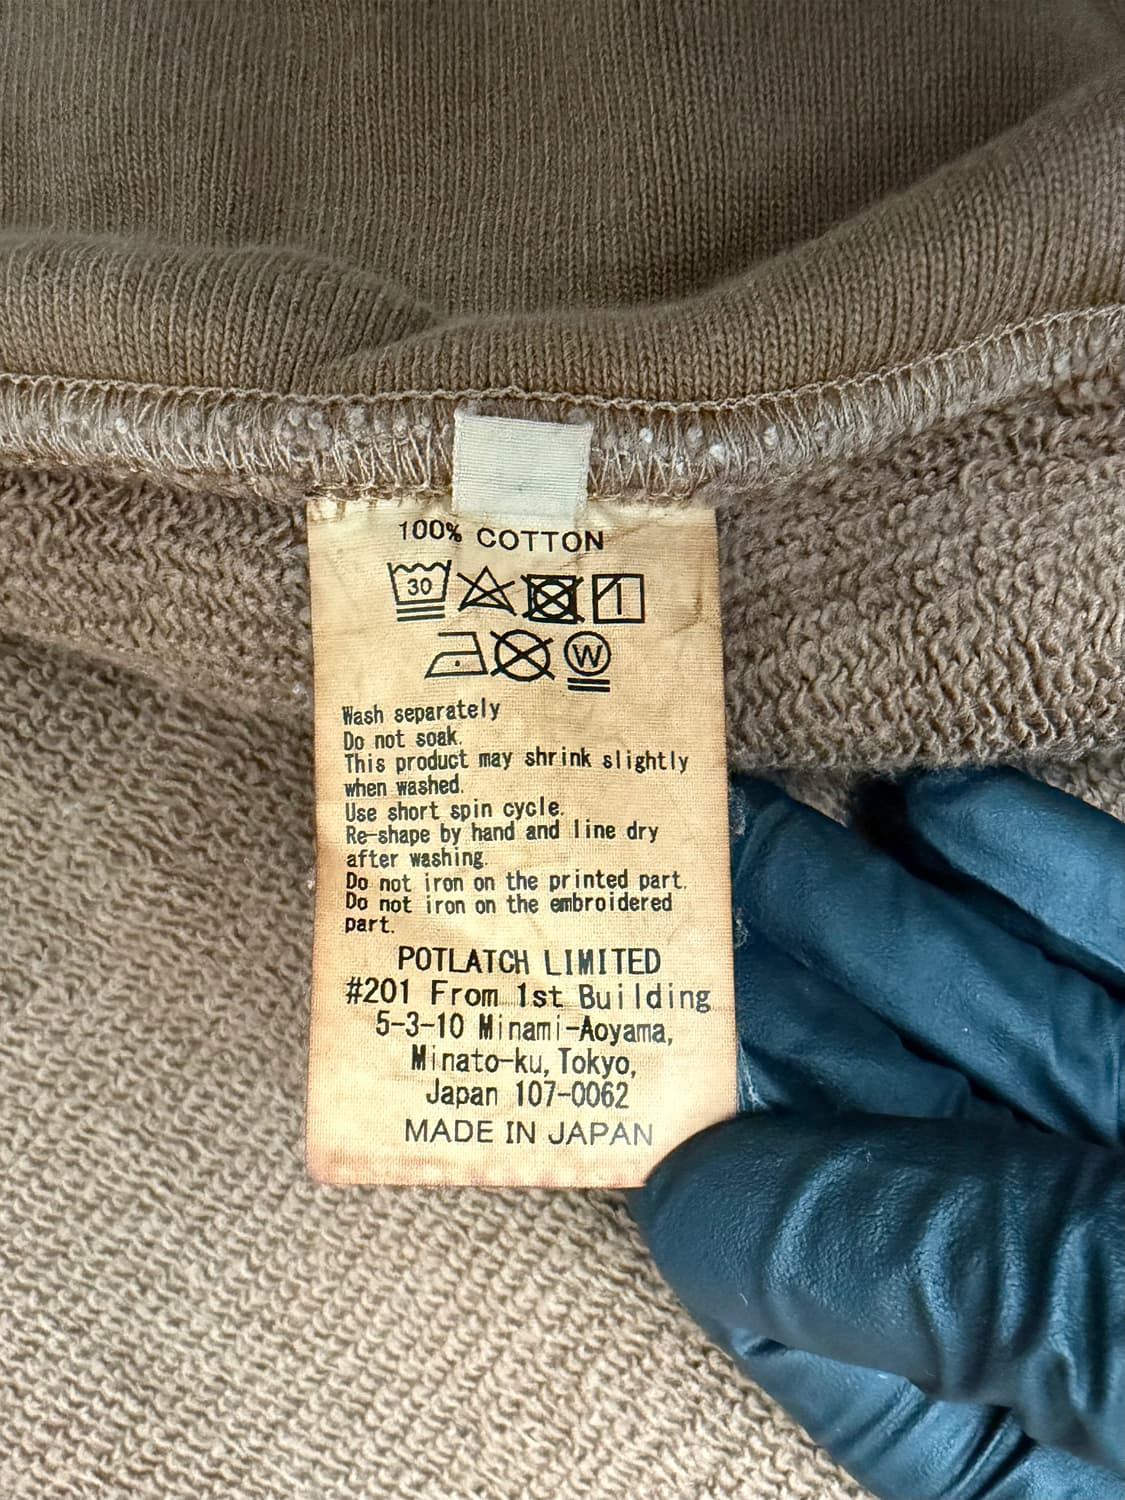 100% COTTON
30
W
Wash separately
Do not soak.
This product may shrink slightly
when washed.
Use short spin cycle.
Re-shape by hand and line dry
after washing.
Do not iron on the printed part.
Do not iron on the embroidered
part.
POTLATCH LIMITED
#201 From 1st Building
5-3-10 Minami-Aoyama,
Minato-ku, Tokyo,
Japan 107-0062
MADE IN JAPAN